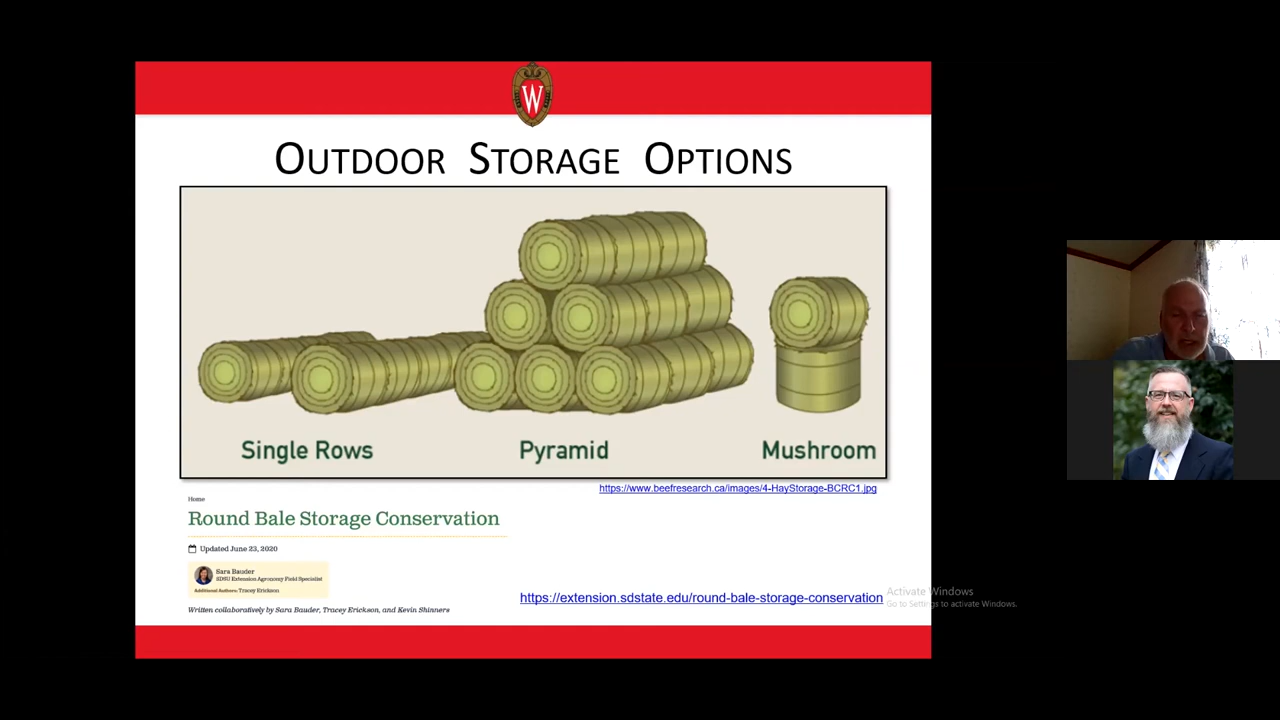 W
OUTDOOR STORAGE OPTIONS
Single Rows
Pyramid
Mushroom
https://www.beefresearch.ca/images/4-HayStorage-BCRC1.jpg
Home
Round Bale Storage Conservation
Updated June 23, 2020
Sara Bauder
SDSU Extension Agronomy Field Specialist
Additional Authors: Tracey Erickson
Written collaboratively by Sara Bauder, Tracey Erickson, and Kevin Shinners
https://extension.sdstate.edu/round-bale-storage-conservation
Activate Windows
Go to Settings to activate Windows.